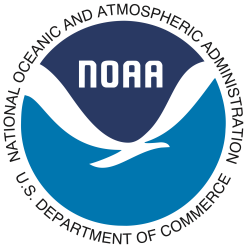 NATIONAL OCEANIC AND ATMOSPHERIC ADMINISTRATION
NOAA
U.S. DEPARTMENT OF COMMERCE